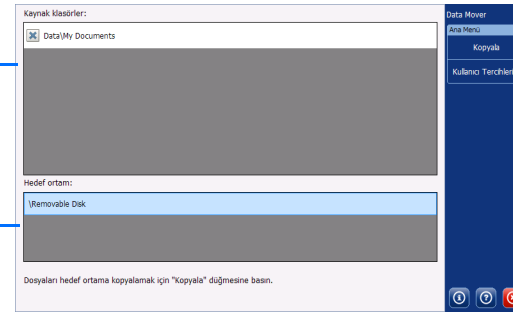 Kaynak klasörler:
Data\My Documents
Hedef ortam:
\Removable Disk
Dosyaları hedef ortama kopyalamak için "Kopyala" düğmesine basın.
Data Mover
Ana Menü
Kopyala
Kullanıcı Tercihleri